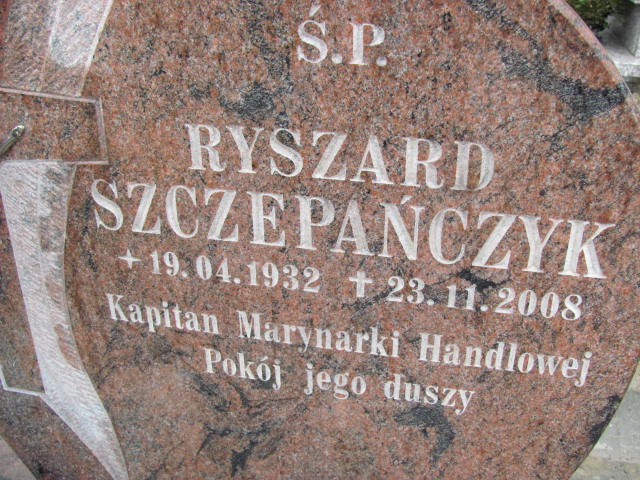 Ś.P.
RYSZARD
SZCZEPAŃCZYK
+ 19.04.1932 ✝ 23.11.2008
Kapitan Marynarki Handlowej
Pokój jego duszy